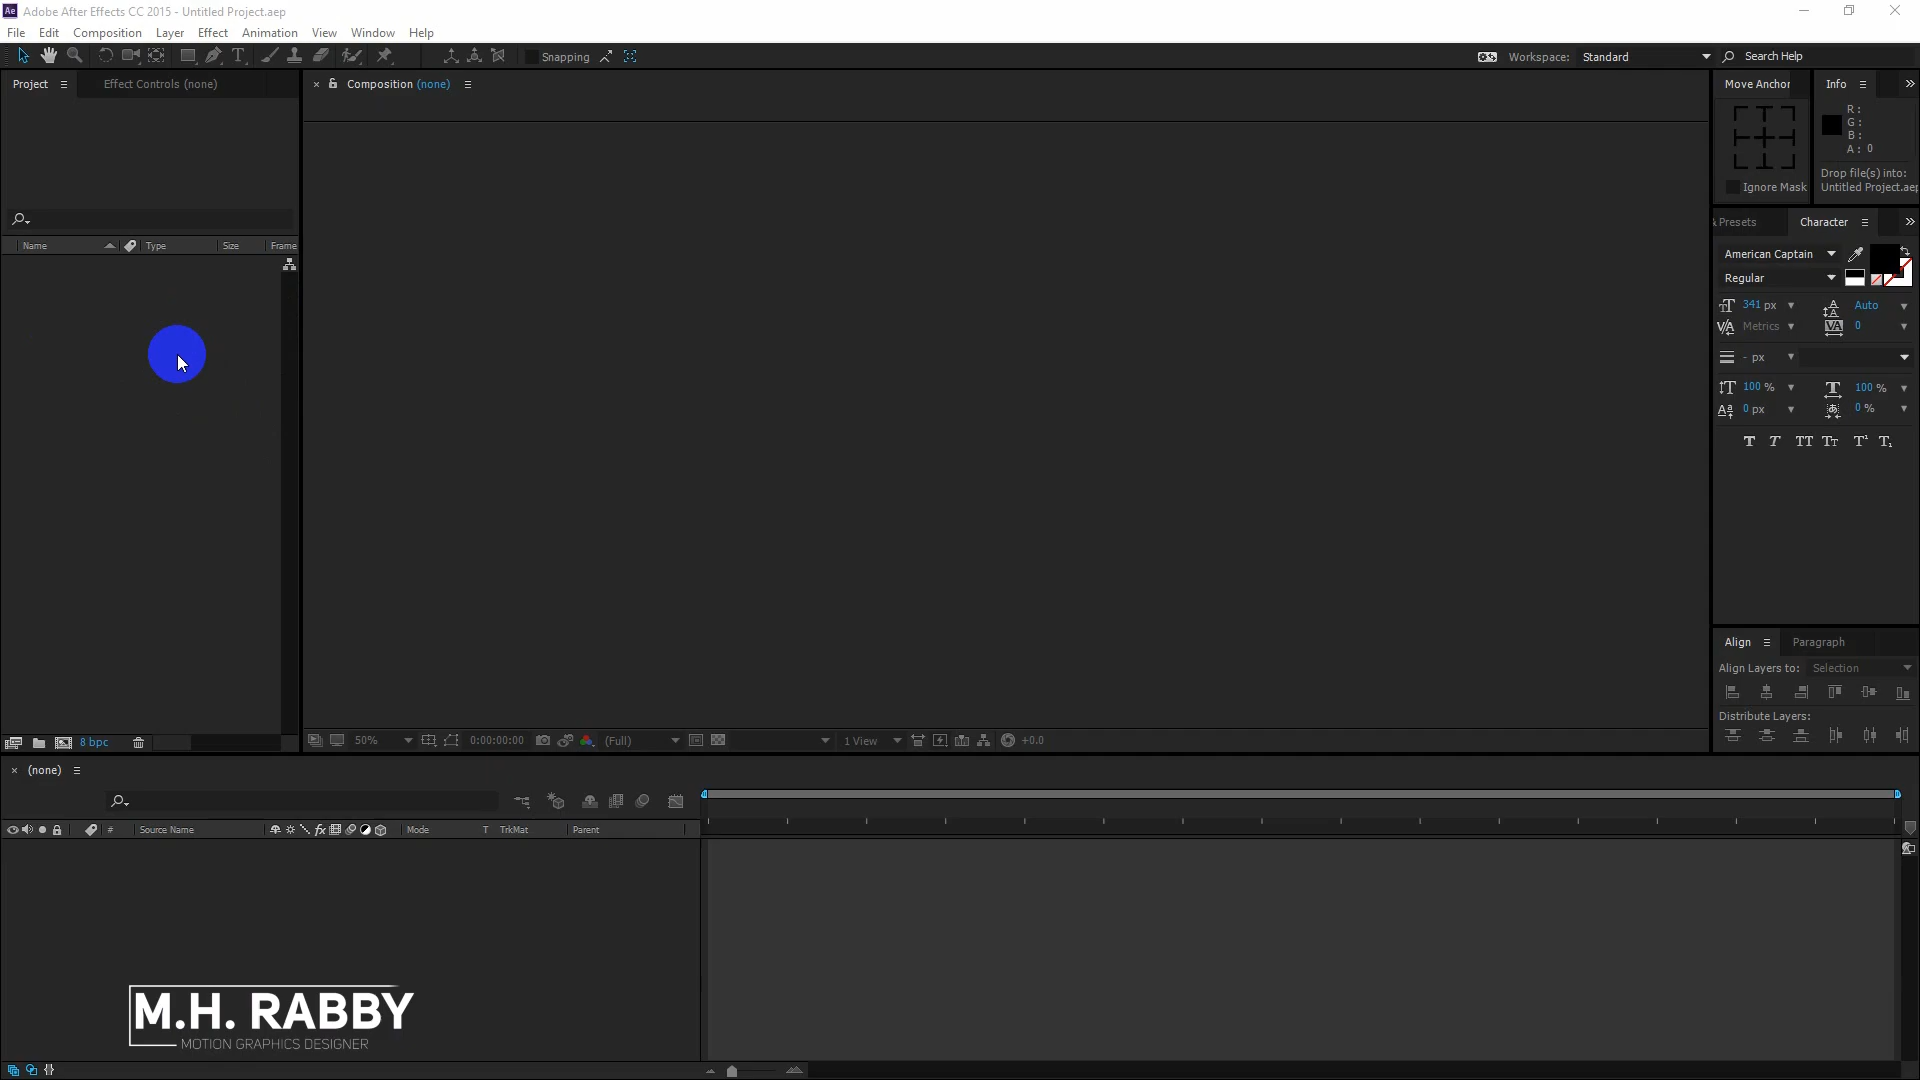 Adobe After Effects CC 2015 - Untitled Project.aep
File Edit Composition Layer Effect Animation View Window Help
Snapping
Workspace: Standard
Search Help
Project
Effect Controls (none)
Composition (none)
Move Anchor
Ignore Mask
Info
R :
G :
B :
A : 0
Drop file(s) into:
Untitled Project.aep
Name Type Size Frame
& Presets
Character
American Captain
Regular
341 px Auto
Metrics 0
- px
100 % 100 %
0 px 0 %
Align Paragraph
Align Layers to: Selection
Distribute Layers:
8 bpc
50% 0:00:00:00 (Full) 1 View +0.0
(none)
# Source Name fx Mode T TrkMat Parent
M.H. RABBY
MOTION GRAPHICS DESIGNER